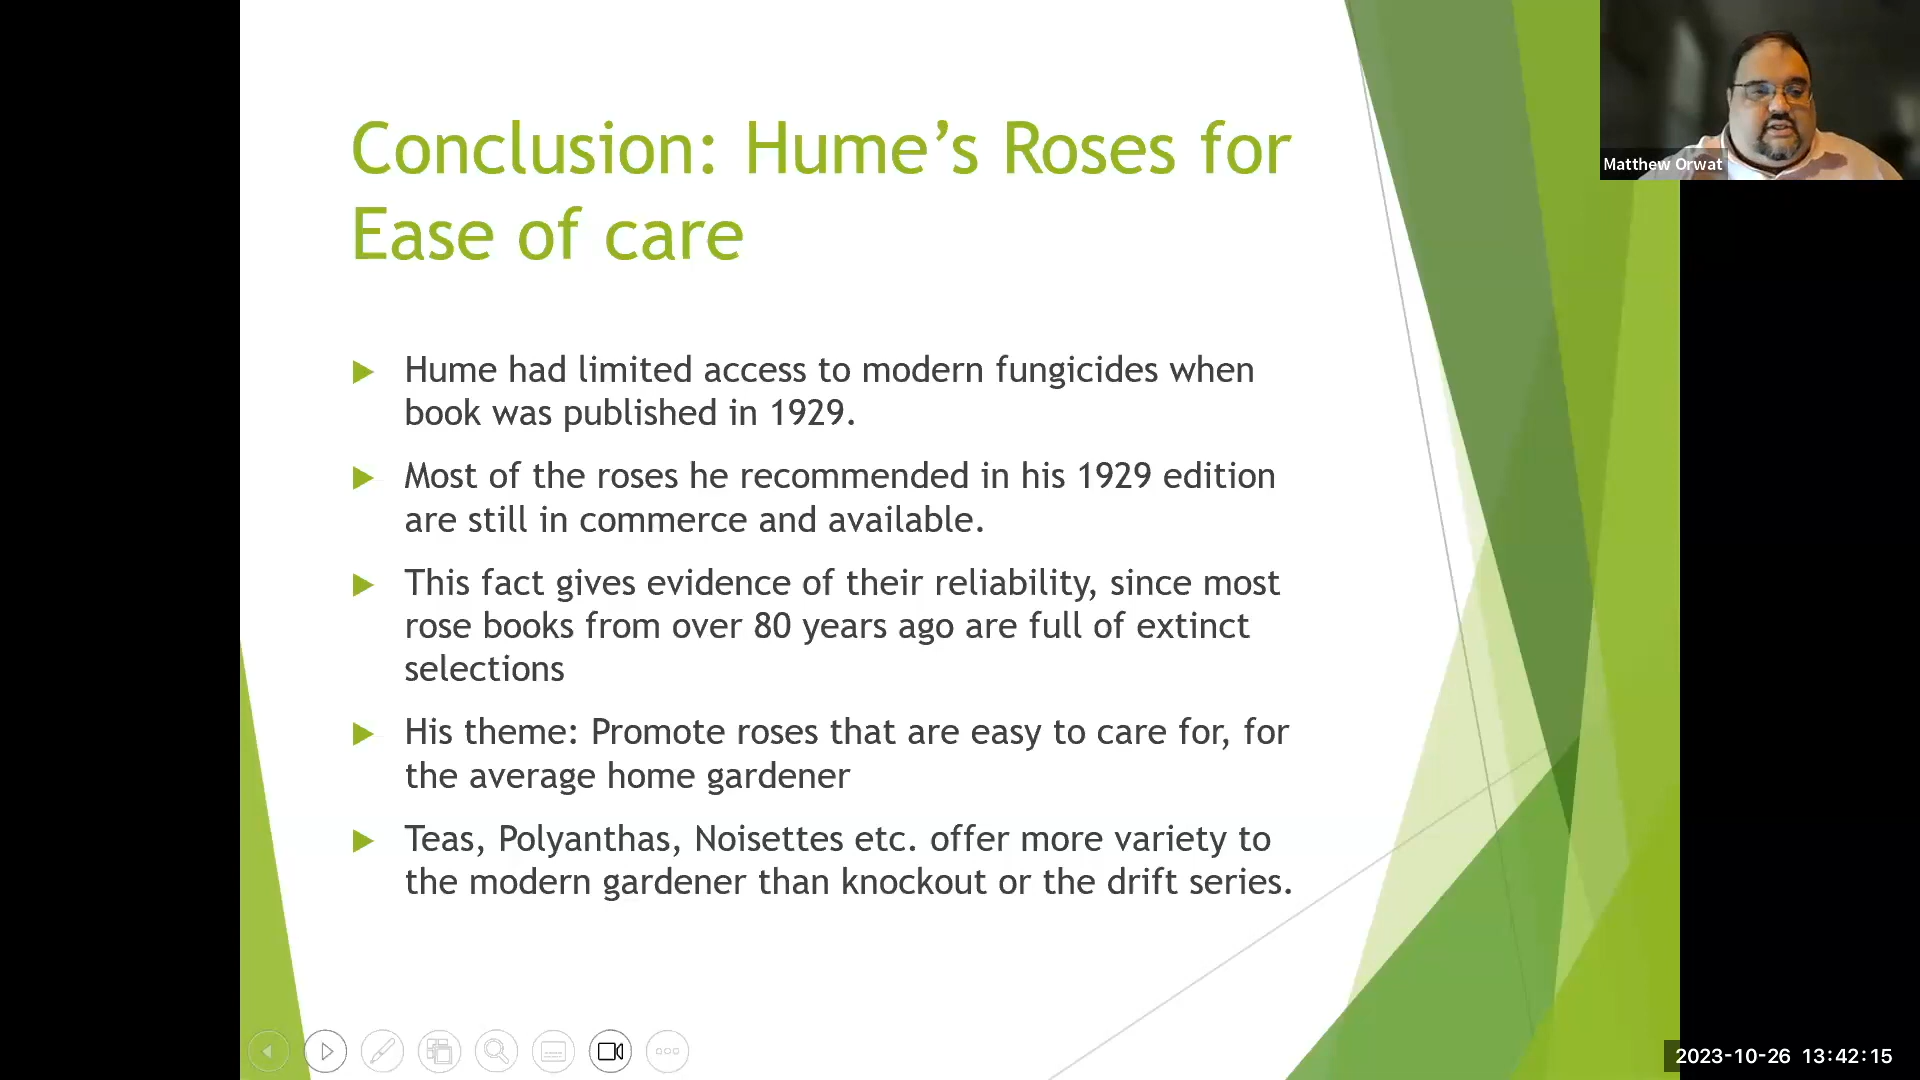 Conclusion: Hume’s Roses for
Ease of care
Matthew Orwat
Hume had limited access to modern fungicides when
book was published in 1929.
Most of the roses he recommended in his 1929 edition
are still in commerce and available.
This fact gives evidence of their reliability, since most
rose books from over 80 years ago are full of extinct
selections
His theme: Promote roses that are easy to care for, for
the average home gardener
Teas, Polyanthas, Noisettes etc. offer more variety to
the modern gardener than knockout or the drift series.
2023-10-26 13:42:15